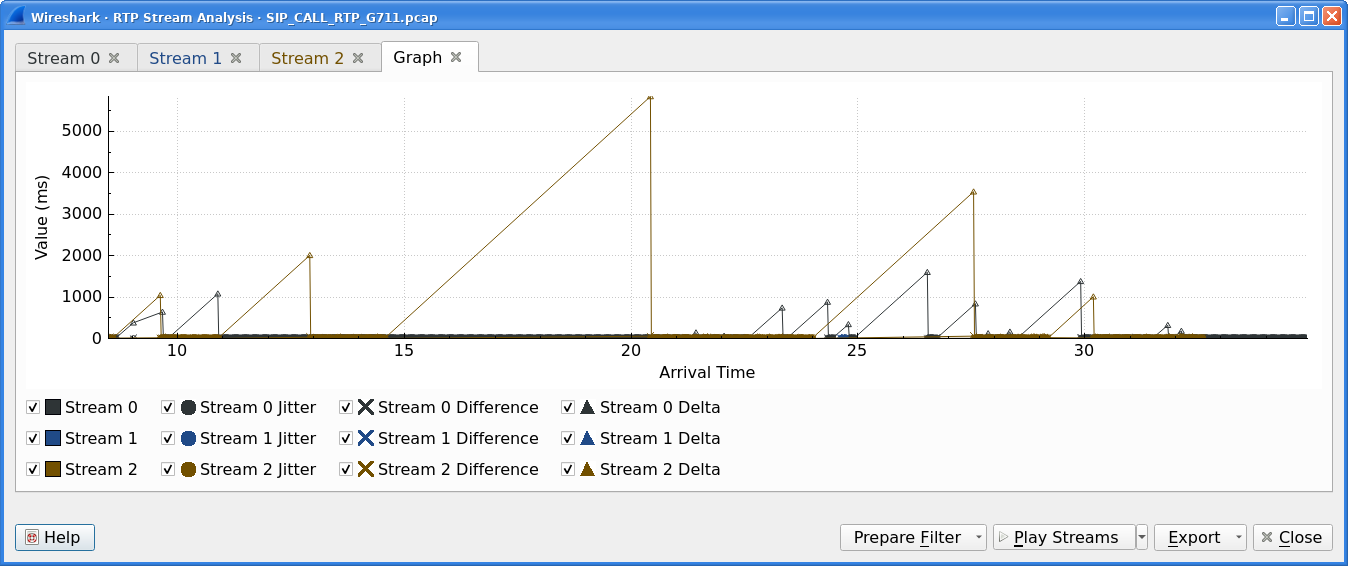 Wireshark · RTP Stream Analysis · SIP_CALL_RTP_G711.pcap
Stream 0 Stream 1 Stream 2 Graph
5000
4000
3000
2000
1000
0
Value (ms)
10 15 20 25 30
Arrival Time
Stream 0 Stream 0 Jitter Stream 0 Difference Stream 0 Delta
Stream 1 Stream 1 Jitter Stream 1 Difference Stream 1 Delta
Stream 2 Stream 2 Jitter Stream 2 Difference Stream 2 Delta
Help Prepare Filter Play Streams Export Close